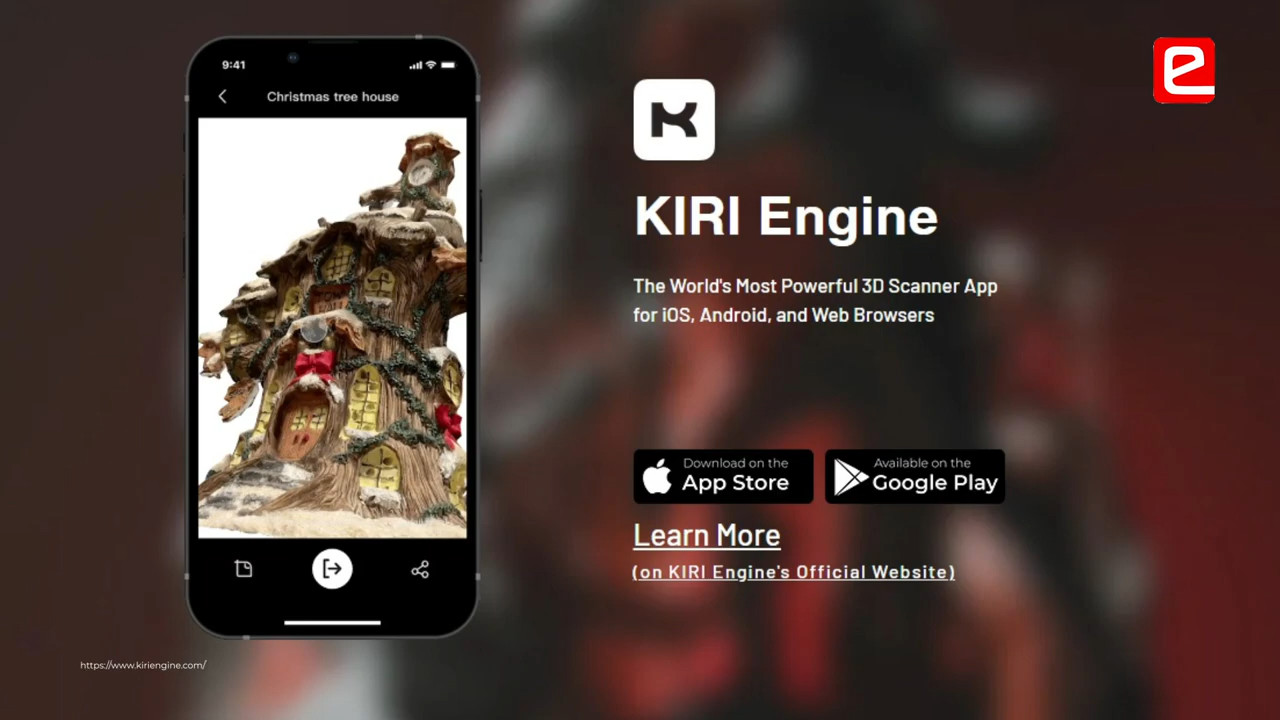 9:41
Christmas tree house
KIRI Engine
The World's Most Powerful 3D Scanner App
for iOS, Android, and Web Browsers
Download on the
App Store
Available on the
Google Play
Learn More
(on KIRI Engine's Official Website)
https://www.kiriengine.com/